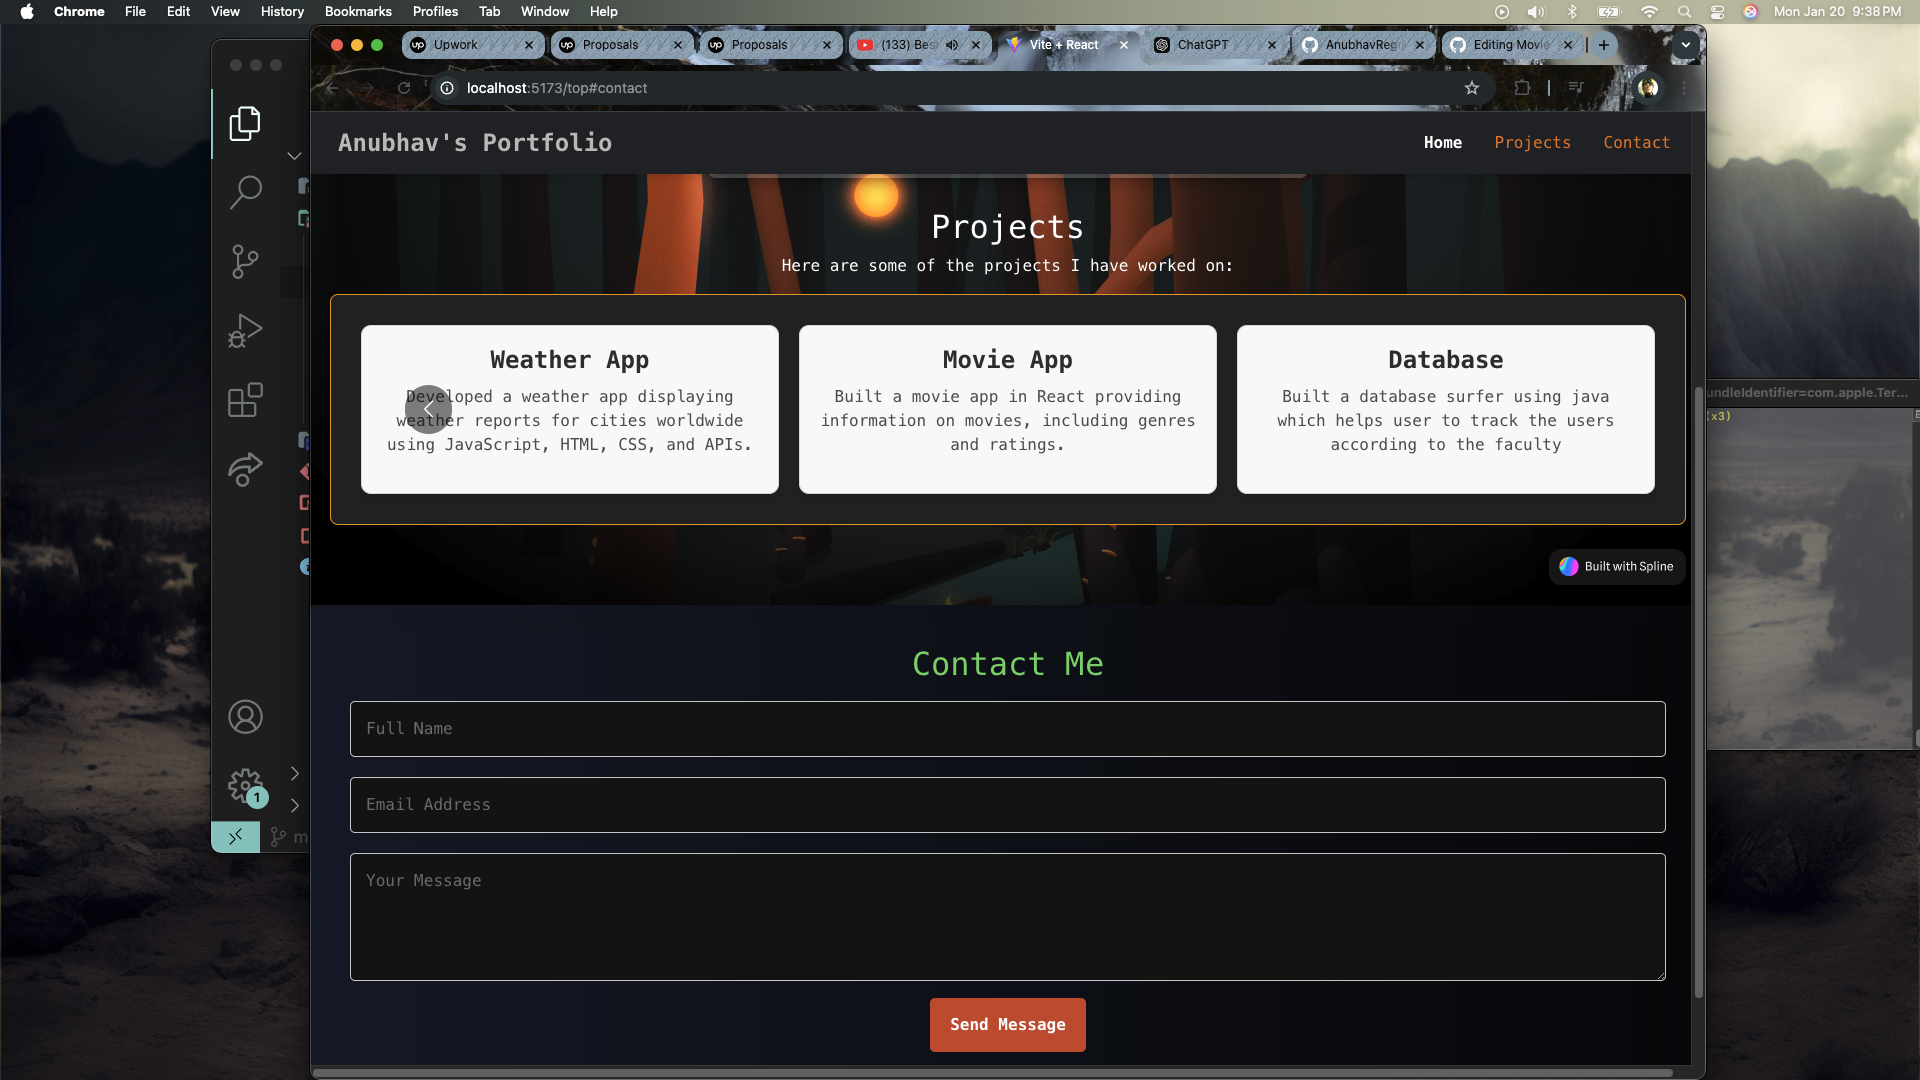 Chrome File Edit View History Bookmarks Profiles Tab Window Help
Mon Jan 20 9:38 PM
Upwork
Proposals
Proposals
(133) Bes
Vite + React
ChatGPT
AnubhavReg
Editing Movie
localhost:5173/top#contact
Anubhav's Portfolio
Home Projects Contact
Projects
Here are some of the projects I have worked on:
Weather App
Developed a weather app displaying
weather reports for cities worldwide
using JavaScript, HTML, CSS, and APIs.
Movie App
Built a movie app in React providing
information on movies, including genres
and ratings.
Database
Built a database surfer using java
which helps user to track the users
according to the faculty
undleIdentifier=com.apple.Ter...
(x3)
Built with Spline
Contact Me
Full Name
Email Address
Your Message
Send Message
1
m